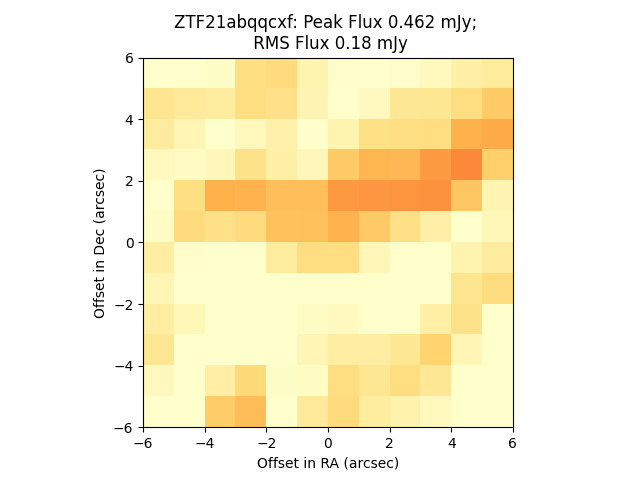 ZTF21abqqcxf: Peak Flux 0.462 mJy;
RMS Flux 0.18 mJy
6
4
2
0
−2
−4
−6
Offset in Dec (arcsec)
−6 −4 −2 0 2 4 6
Offset in RA (arcsec)